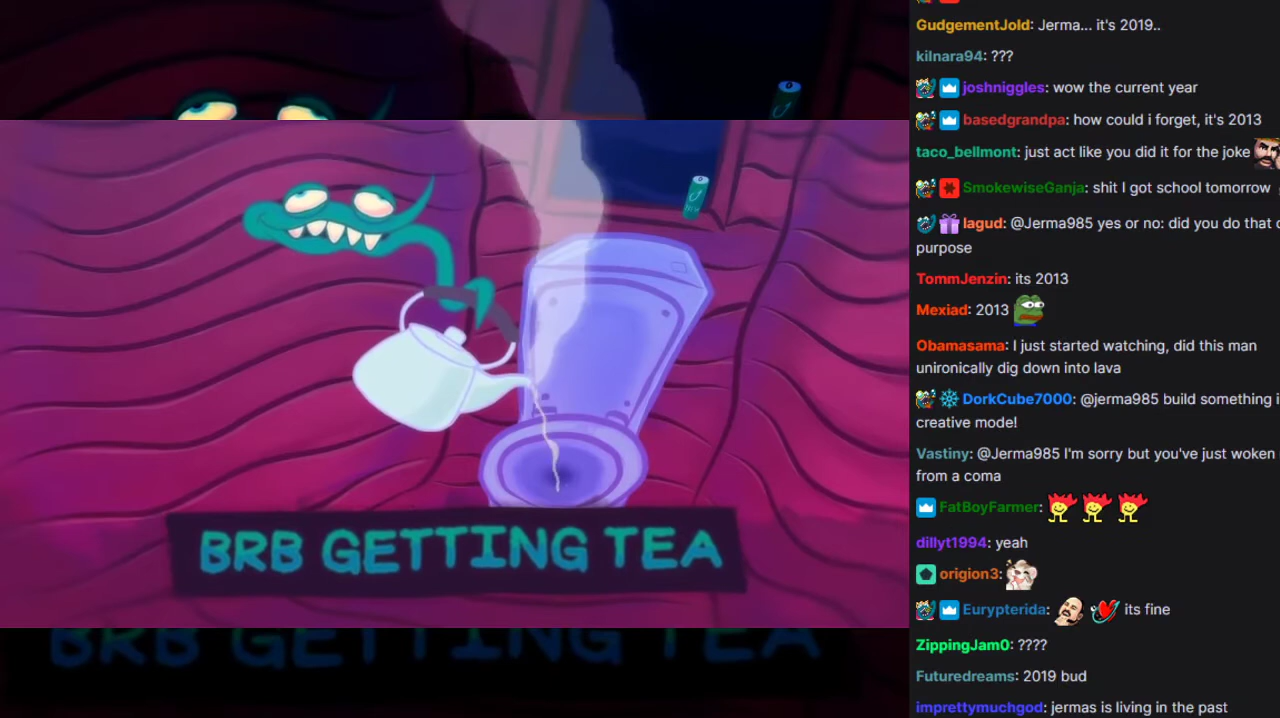 BRB GETTING TEA
GudgementJold: Jerma... it's 2019..
kilnara94: ???
joshniggles: wow the current year
basedgrandpa: how could i forget, it's 2013
taco_bellmont: just act like you did it for the joke
SmokewiseGanja: shit I got school tomorrow
lagud: @Jerma985 yes or no: did you do that
purpose
TommJenzin: its 2013
Mexiad: 2013
Obamasama: I just started watching, did this man
unironically dig down into lava
DorkCube7000: @jerma985 build something
creative mode!
Vastiny: @Jerma985 I'm sorry but you've just woken
from a coma
FatBoyFarmer:
dillyt1994: yeah
origion3:
Eurypterida: its fine
ZippingJam0: ????
Futuredreams: 2019 bud
imprettymuchgod: jermas is living in the past
BRB GETTING TEA